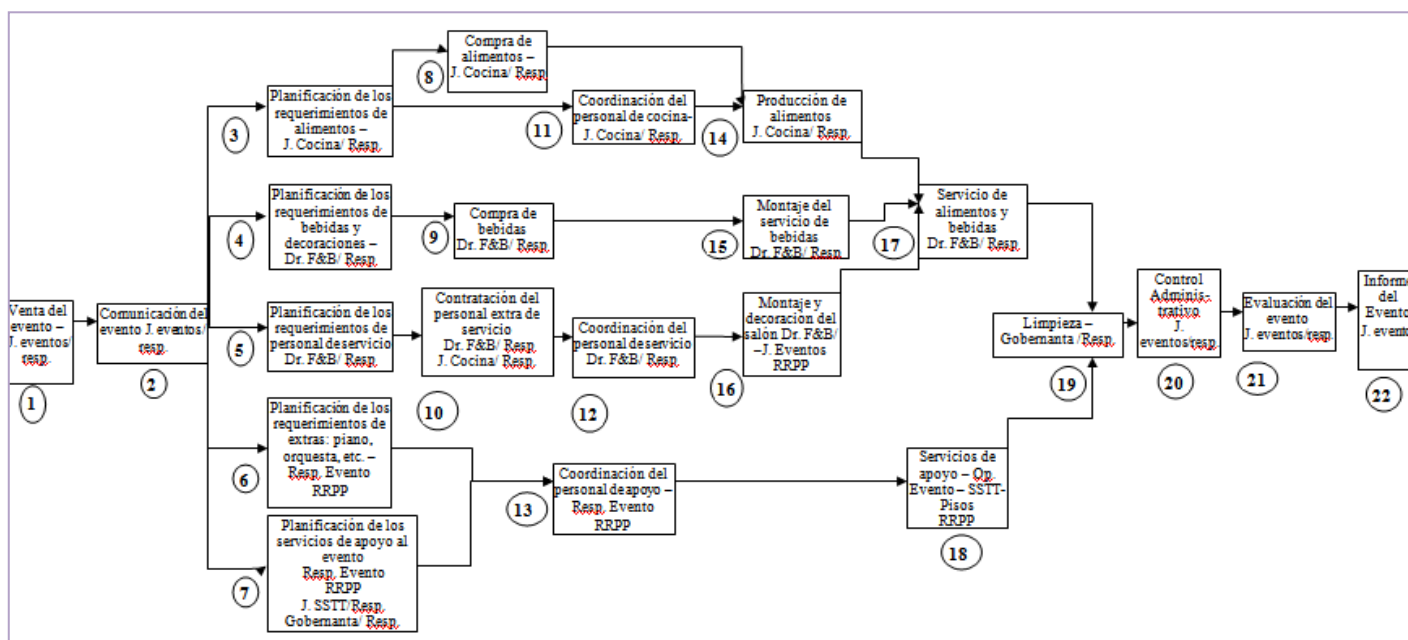 Compra de
alimentos –
J. Cocina/ Resp
8
Planificación de los
requerimientos de
alimentos –
J. Cocina/ Resp.
3
Coordinación del
personal de cocina-
J. Cocina/ Resp.
11
Producción de
alimentos
J. Cocina/ Resp.
14
Planificación de los
requerimientos de
bebidas y
decoraciones –
Dr. F&B/ Resp.
4
Compra de
bebidas
Dr. F&B/ Resp.
9
Montaje del
servicio de
bebidas
Dr. F&B/ Resp.
15
Servicio de
alimentos y
bebidas
Dr. F&B/ Resp.
17
Venta del
evento –
J. eventos/
resp.
1
Comunicación del
evento J. eventos/
resp.
2
Planificación de los
requerimientos de
personal de servicio
Dr. F&B/ Resp.
5
Contratación del
personal extra de
servicio
Dr. F&B/ Resp.
J. Cocina/ Resp.
10
Coordinación del
personal de servicio
Dr. F&B/ Resp.
12
Montaje y
decoración del
salón Dr. F&B/
–J. Eventos
RRPP
16
Limpieza –
Gobernanta /Resp.
19
Control
Adminis-
trativo
J.
eventos/resp.
20
Evaluación del
evento
J. eventos/resp.
21
Informe
del
Evento
J. event
22
Planificación de los
requerimientos de
extras: piano,
orquesta, etc. –
Resp. Evento
RRPP
6
Coordinación del
personal de apoyo –
Resp. Evento
RRPP
13
Servicios de
apoyo – Op.
Evento – SSTT-
Pisos
RRPP
18
Planificación de los
servicios de apoyo al
evento
Resp. Evento
RRPP
J. SSTT/Resp.
Gobernanta/ Resp.
7